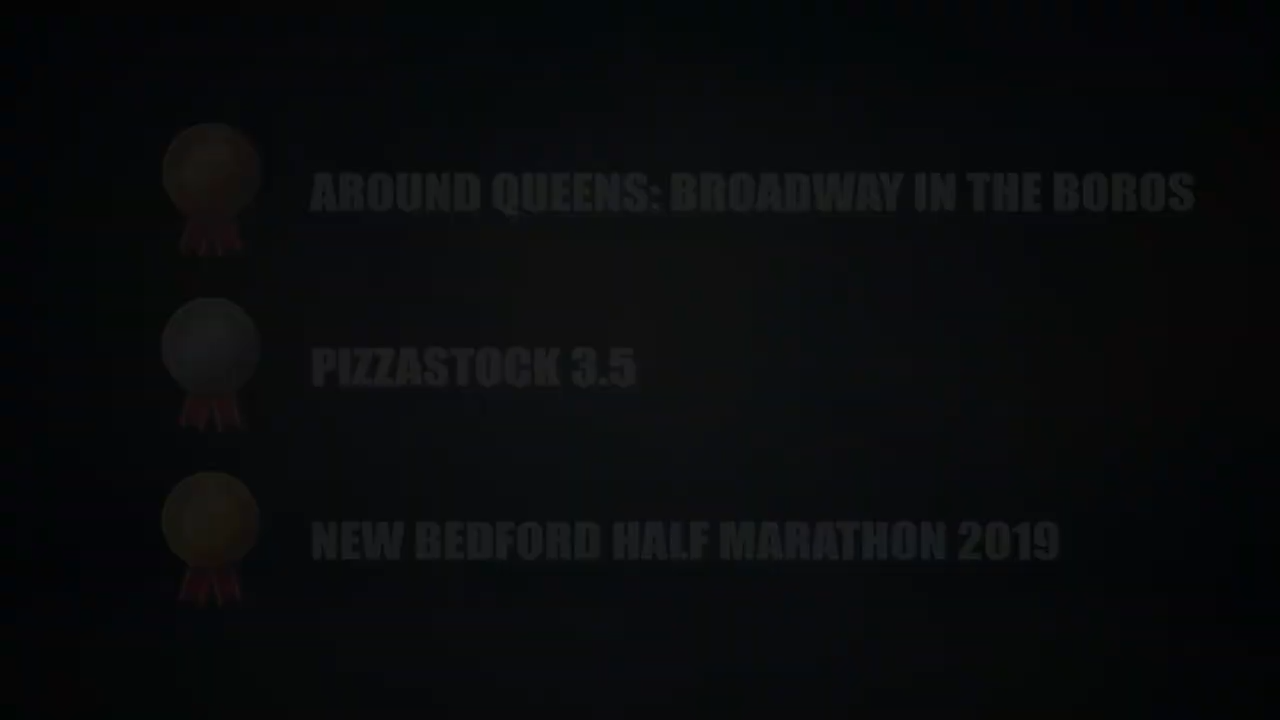 AROUND QUEENS: BROADWAY IN THE BOROS
PIZZASTOCK 3.5
NEW BEDFORD HALF MARATHON 2019